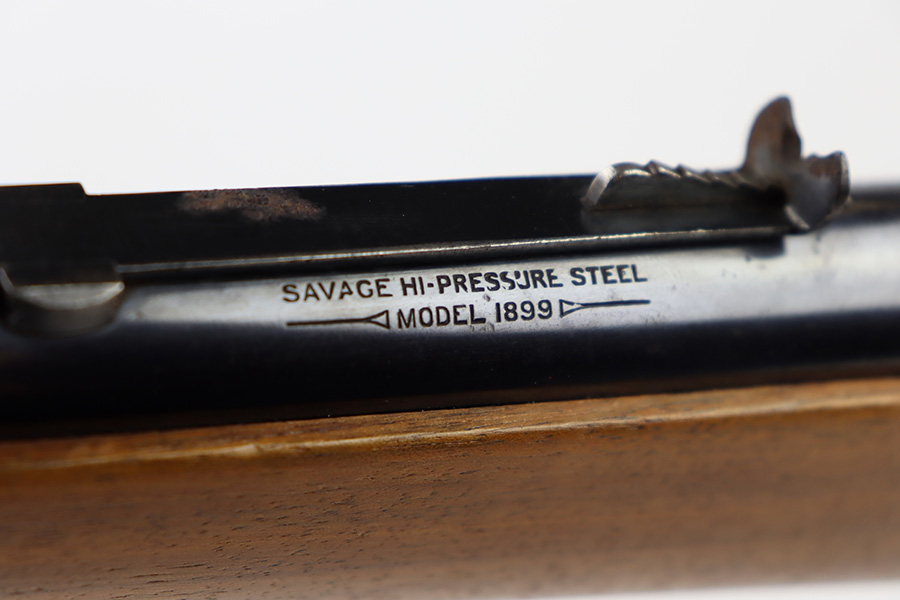 SAVAGE HI-PRESSURE STEEL
MODEL 1899